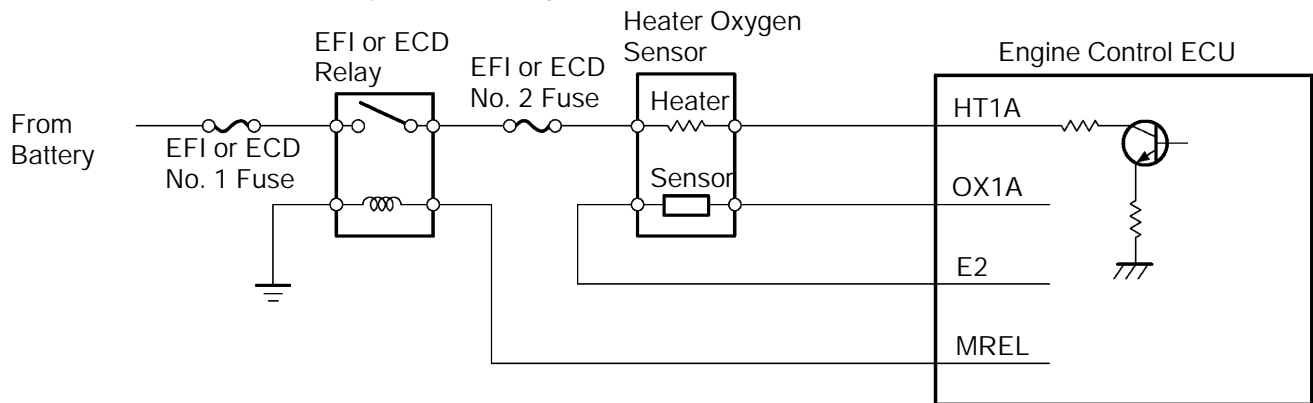 Heater Oxygen
Sensor
EFI or ECD
Relay
EFI or ECD
No. 2 Fuse
Engine Control ECU
From
Battery
EFI or ECD
No. 1 Fuse
Heater
Sensor
HT1A
OX1A
E2
MREL